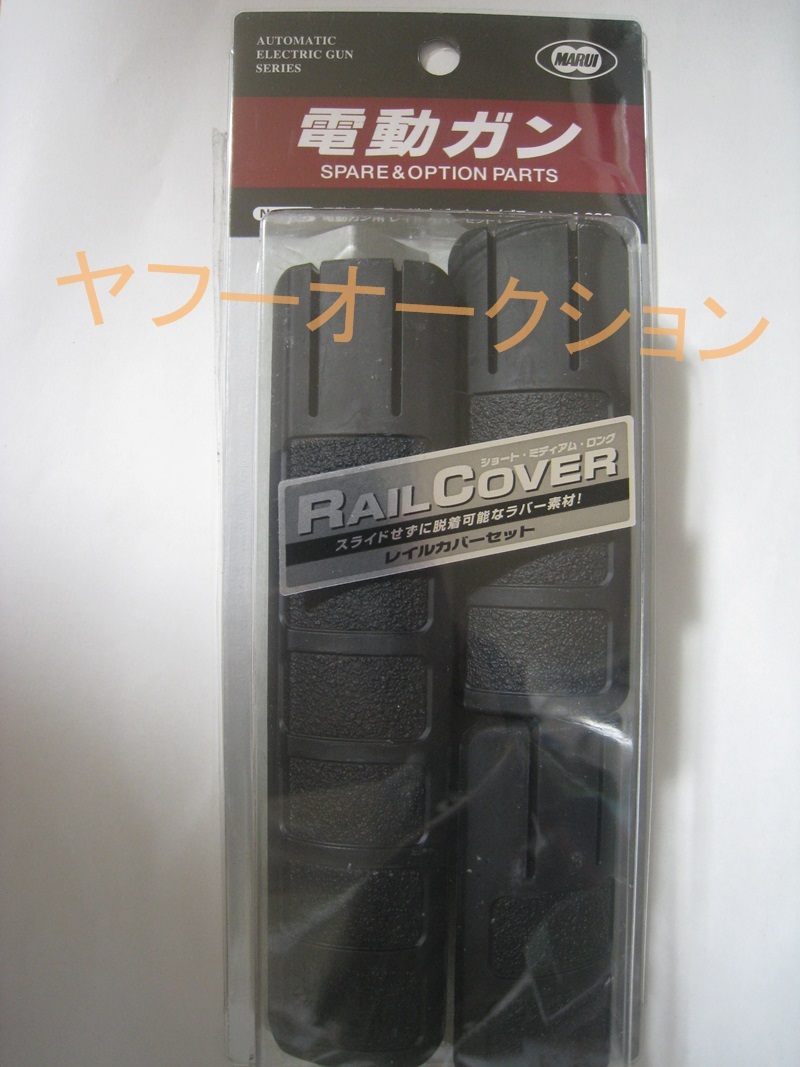 AUTOMATIC
ELECTRIC GUN
SERIES
MARUI
電動ガン
SPARE & OPTION PARTS
ヤフーオークション
ショート・ミディアム・ロング
RAIL COVER
スライドせずに脱着可能なラバー素材!
レイルカバーセット